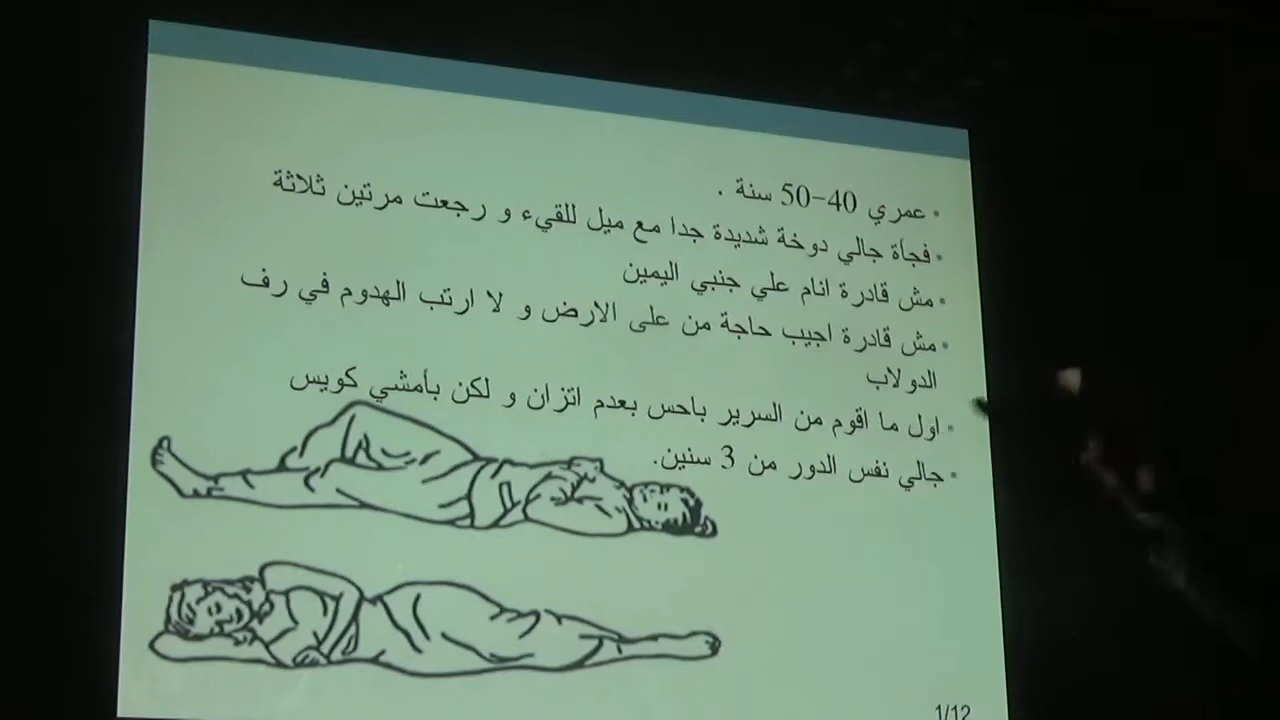 • عمري 40-50 سنة .
• فجأة جالي دوخة شديدة جدا مع ميل للقيء و رجعت مرتين ثلاثة
• مش قادرة انام علي جنبي اليمين
• مش قادرة اجيب حاجة من على الارض و لا ارتب الهدوم في رف
الدولاب
• اول ما اقوم من السرير باحس بعدم اتزان و لكن بأمشي كويس
• جالي نفس الدور من 3 سنين.
1/12